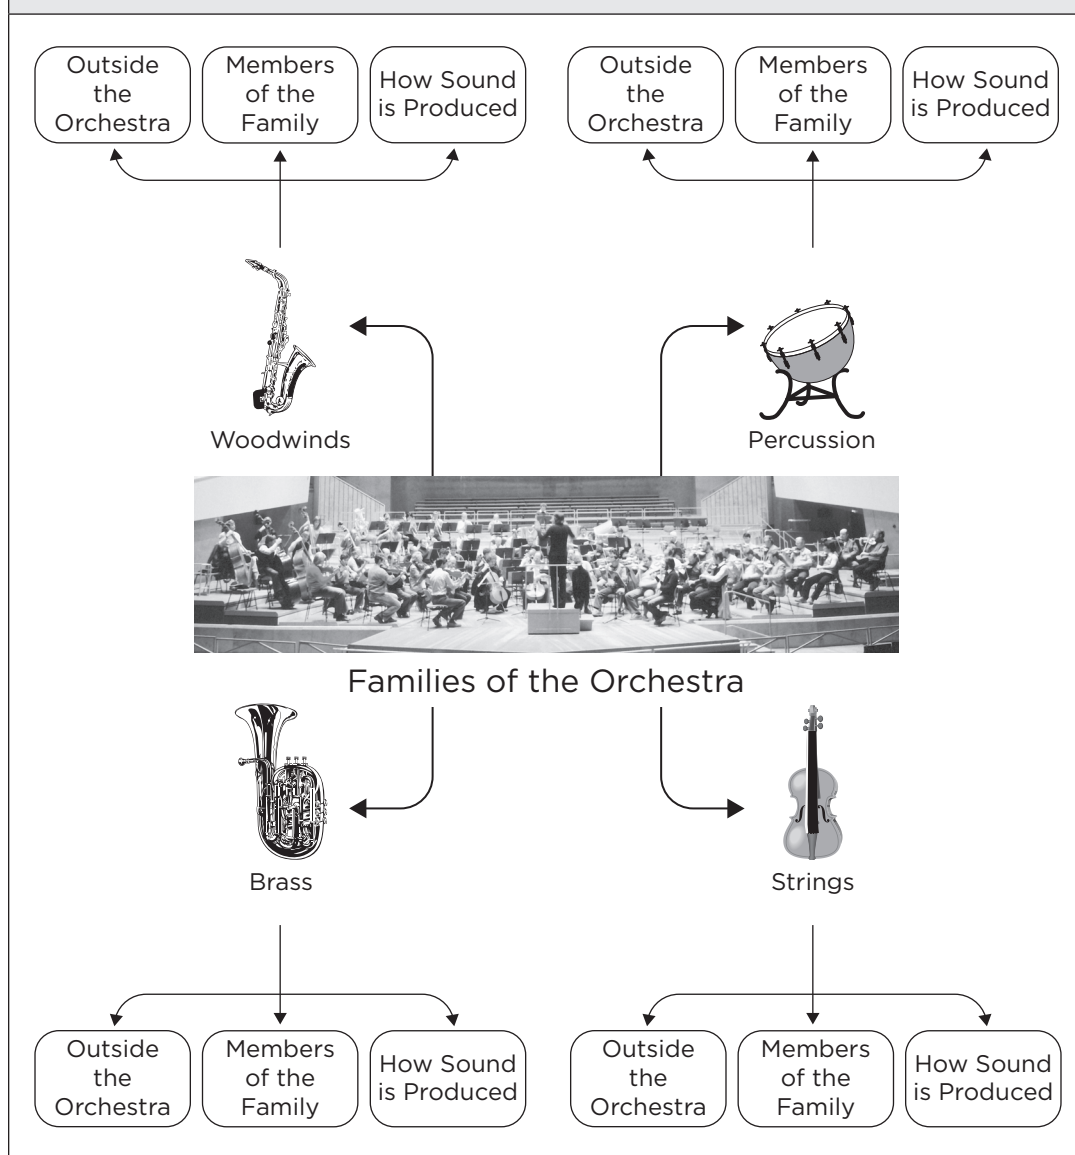 Outside
the
Orchestra
Members
of the
Family
How Sound
is Produced
Outside
the
Orchestra
Members
of the
Family
How Sound
is Produced
Woodwinds
Percussion
Families of the Orchestra
Brass
Strings
Outside
the
Orchestra
Members
of the
Family
How Sound
is Produced
Outside
the
Orchestra
Members
of the
Family
How Sound
is Produced